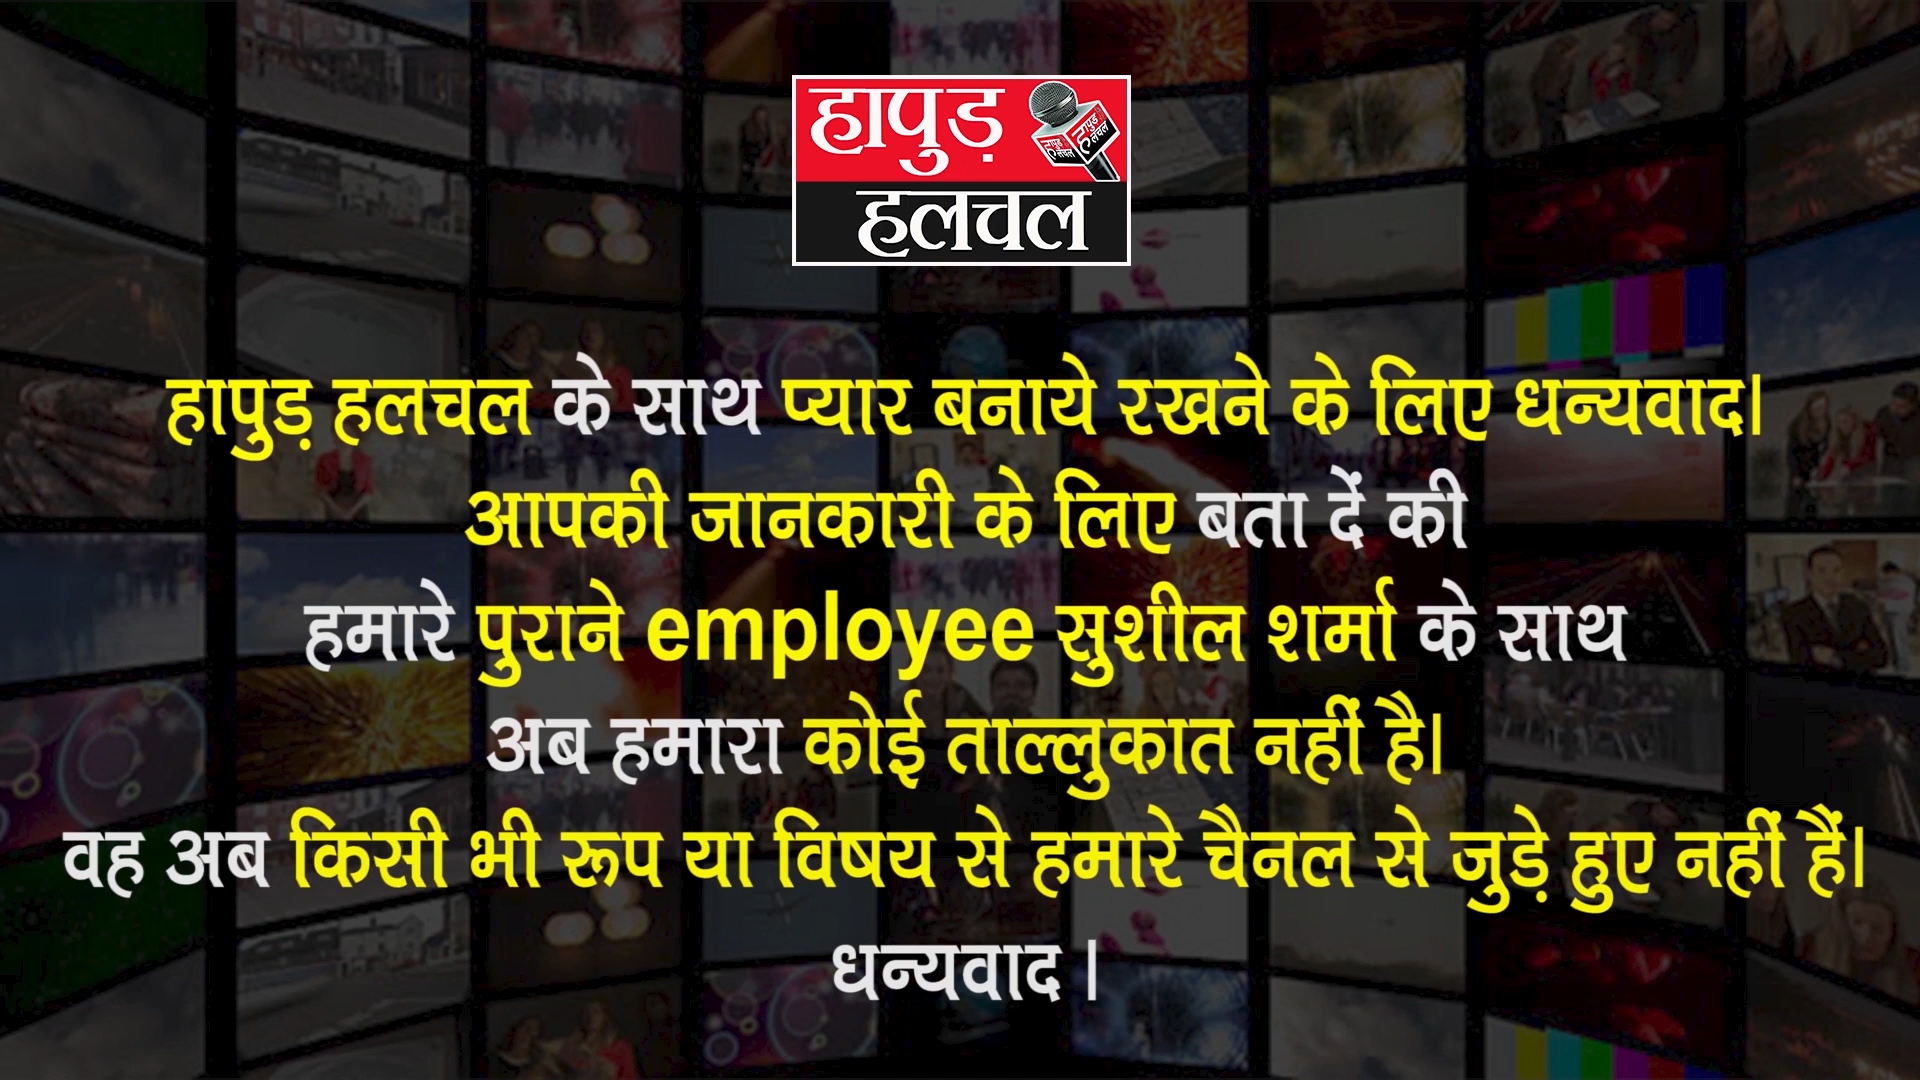 हापुड़
हलचल
हापुड़ हलचल के साथ प्यार बनाये रखने के लिए धन्यवाद।
आपकी जानकारी के लिए बता दें की
हमारे पुराने employee सुशील शर्मा के साथ
अब हमारा कोई ताल्लुकात नहीं है।
वह अब किसी भी रूप या विषय से हमारे चैनल से जुड़े हुए नहीं हैं।
धन्यवाद ।